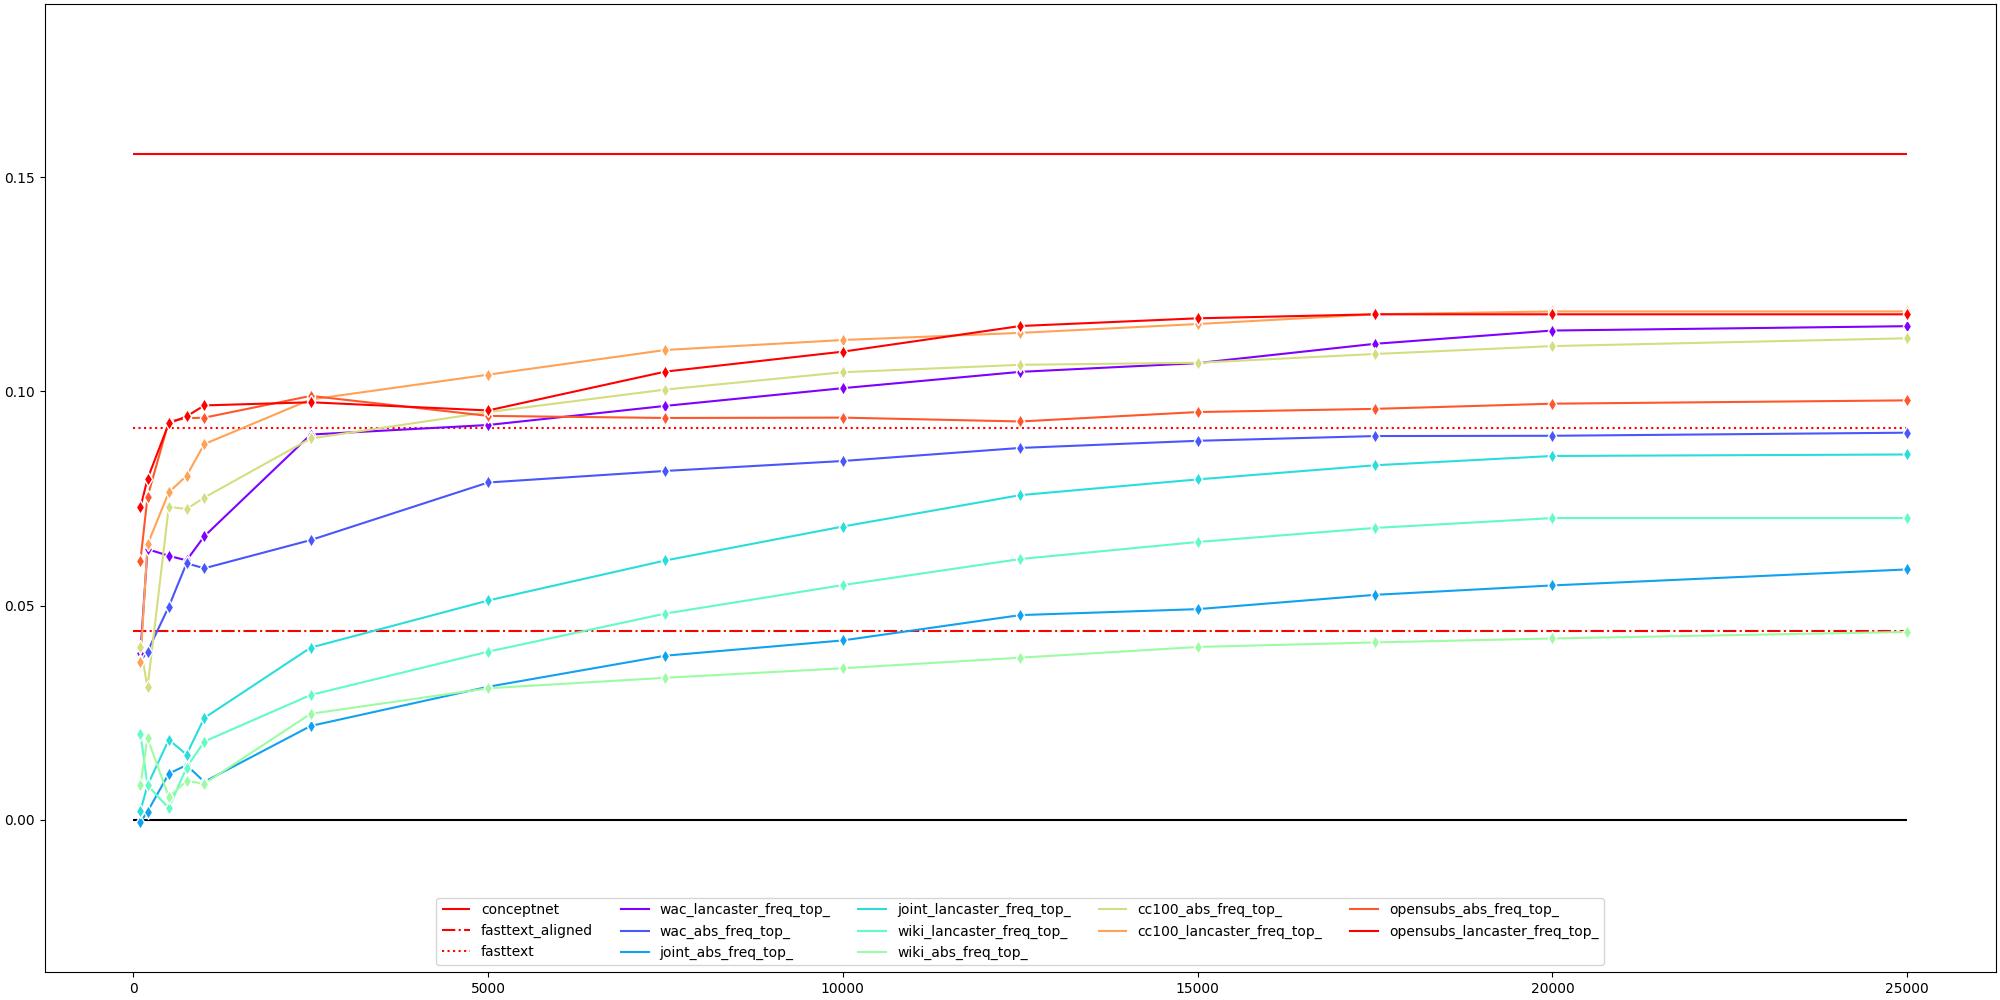 0.15
0.10
0.05
0.00
conceptnet
fasttext_aligned
fasttext
wac_lancaster_freq_top_
wac_abs_freq_top_
joint_abs_freq_top_
joint_lancaster_freq_top_
wiki_lancaster_freq_top_
wiki_abs_freq_top_
cc100_abs_freq_top_
cc100_lancaster_freq_top_
opensubs_abs_freq_top_
opensubs_lancaster_freq_top_
0 5000 10000 15000 20000 25000